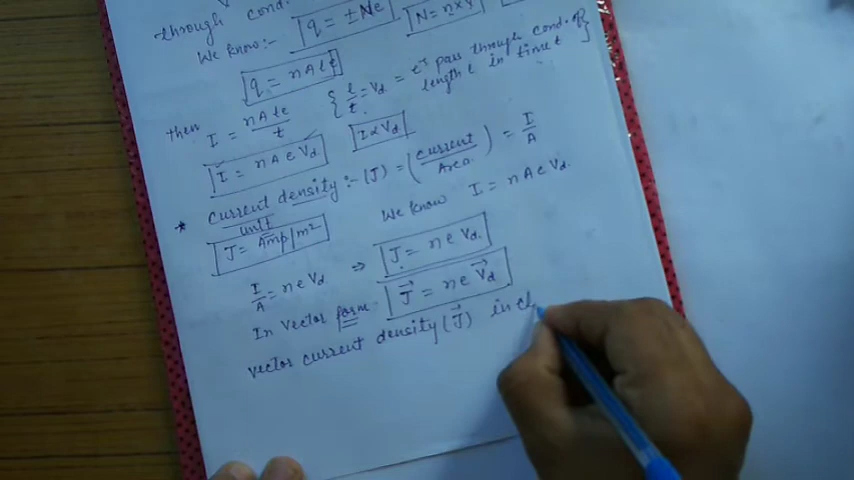 through cond.
We know:- q = ±Ne N = n×V
q = nAle
then I = nAle/t { l/t = Vd = e⁻s pass through cond. of length l in time t }
I = nAeVd I ∝ Vd
* current density :- (J) = (current/Area) = I/A
unit We know I = nAeVd.
J = Amp/m²
I/A = neVd ⇒ J = neVd.
In vector form J⃗ = neV⃗d
vector current density (J⃗) in